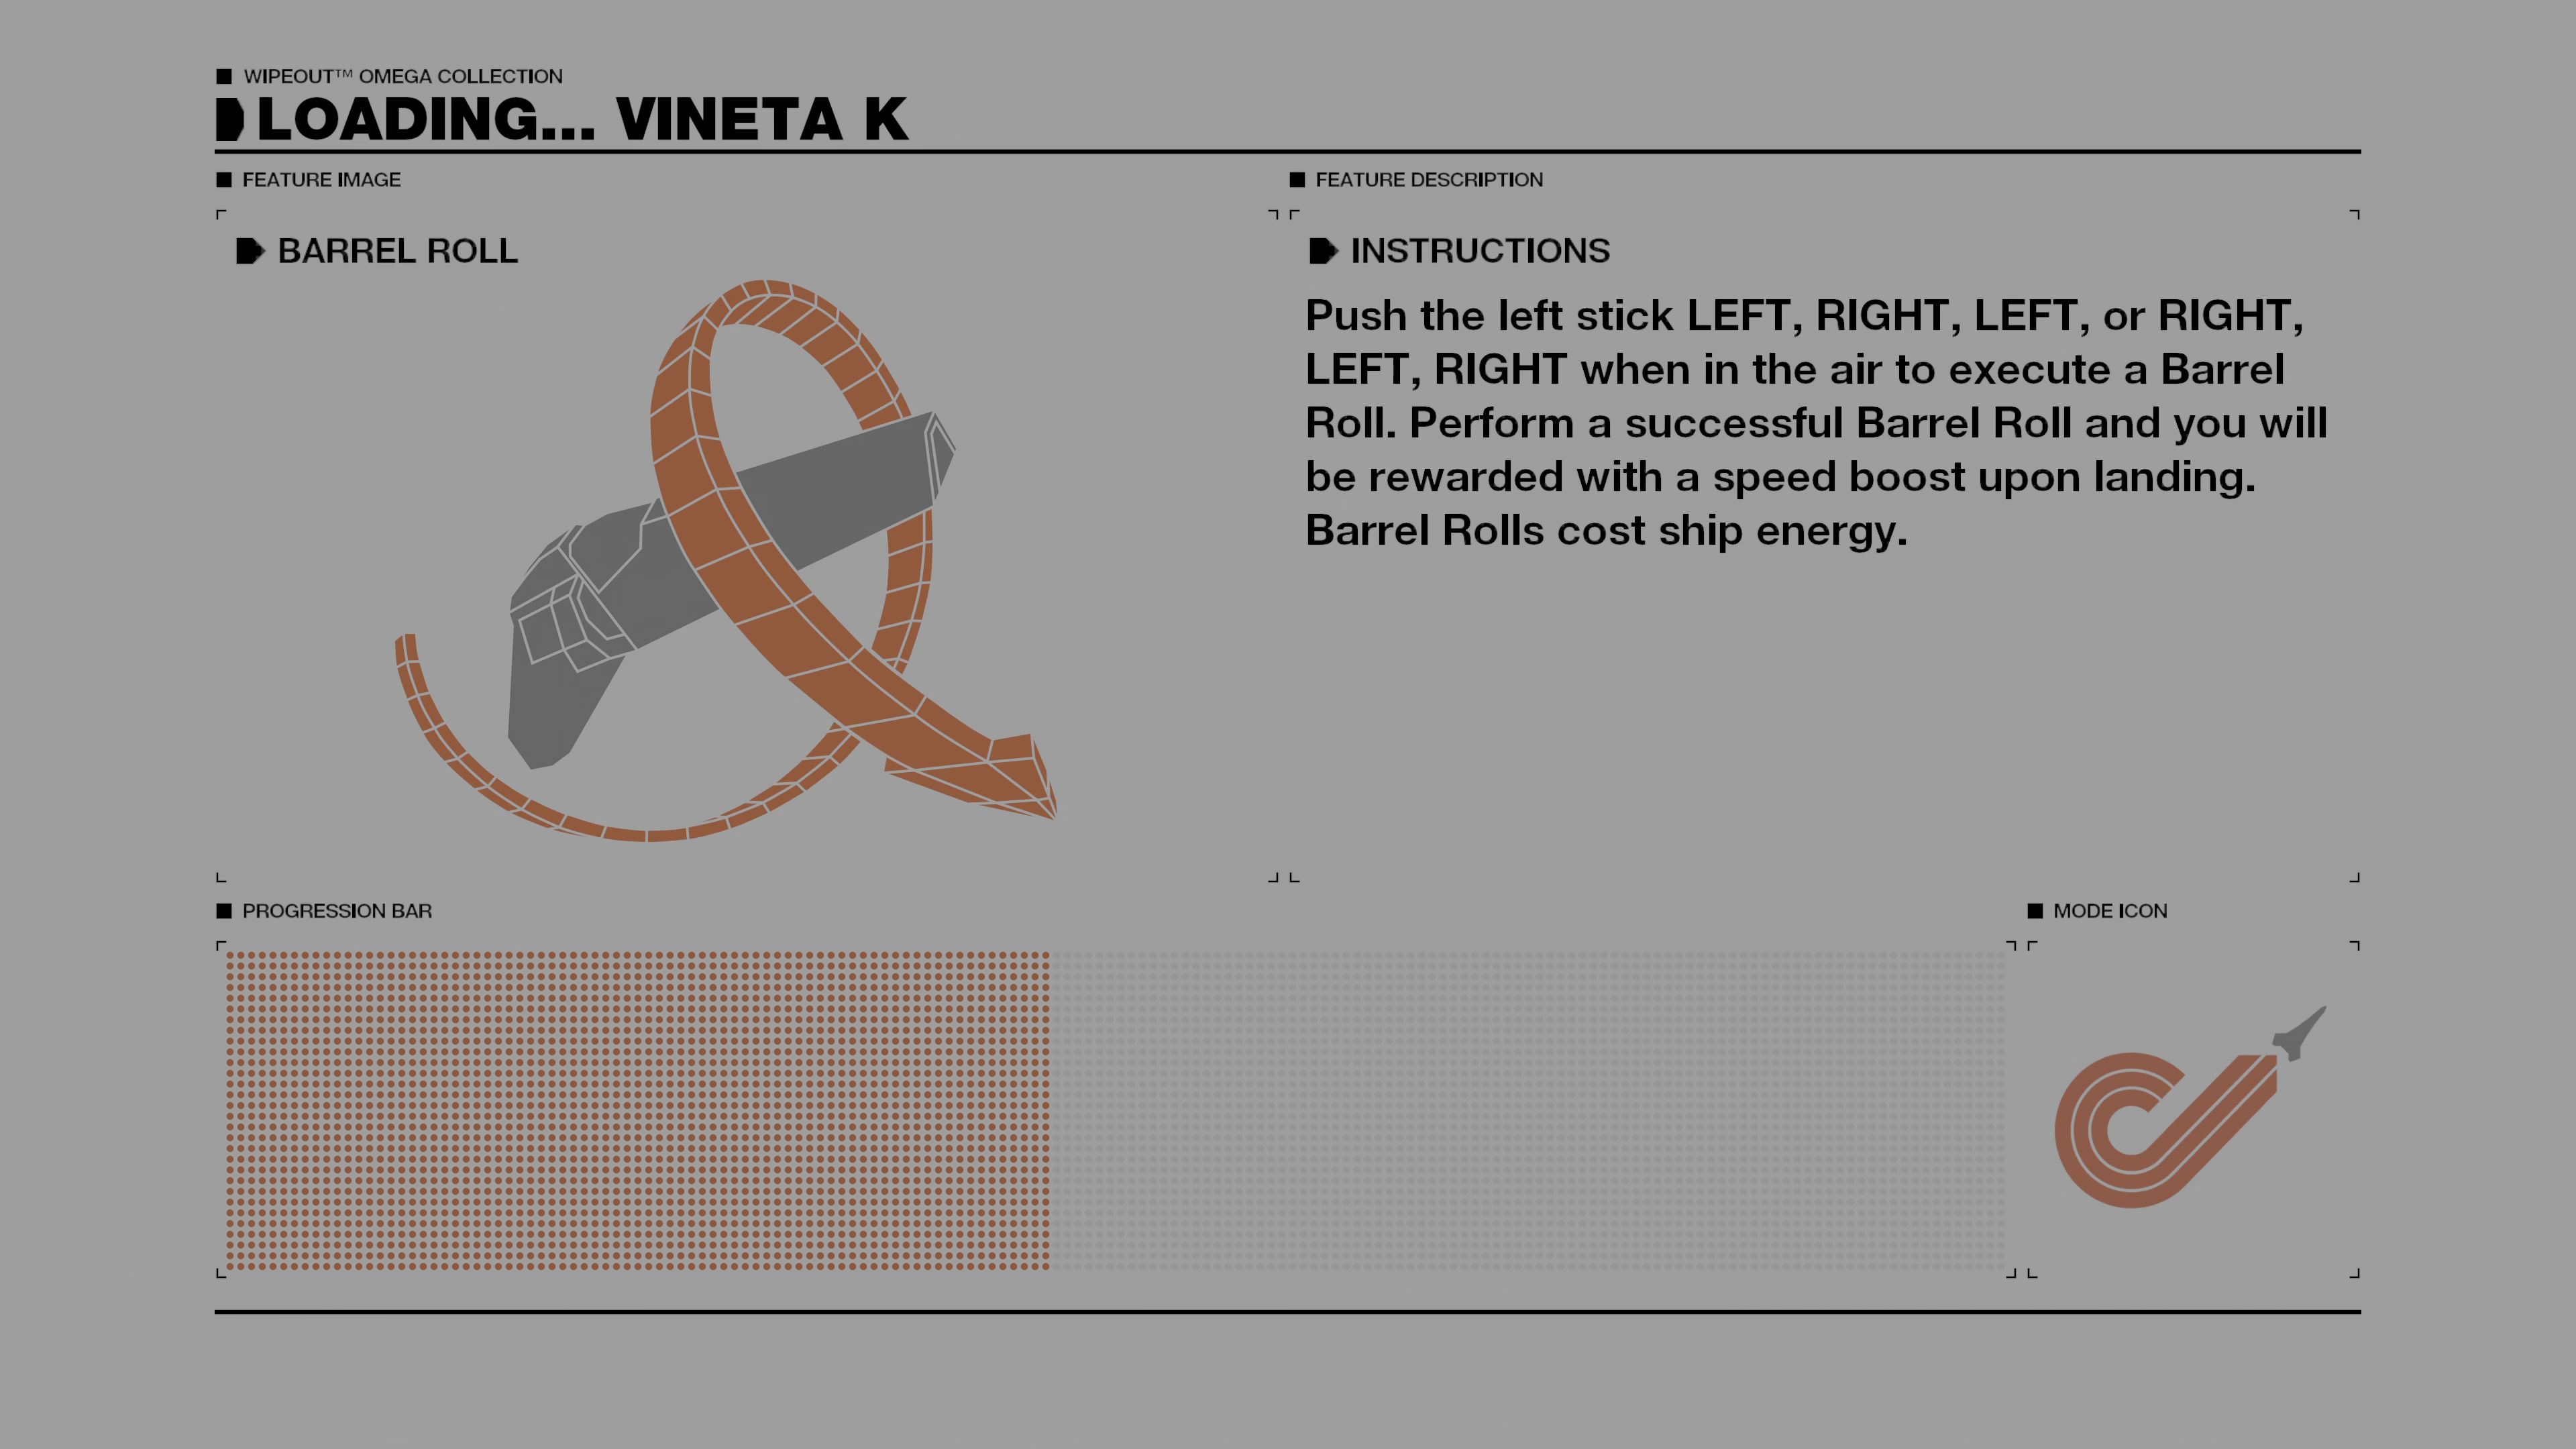 WIPEOUT™ OMEGA COLLECTION
LOADING... VINETA K
FEATURE IMAGE
FEATURE DESCRIPTION
BARREL ROLL
INSTRUCTIONS
Push the left stick LEFT, RIGHT, LEFT, or RIGHT,
LEFT, RIGHT when in the air to execute a Barrel
Roll. Perform a successful Barrel Roll and you will
be rewarded with a speed boost upon landing.
Barrel Rolls cost ship energy.
PROGRESSION BAR
MODE ICON